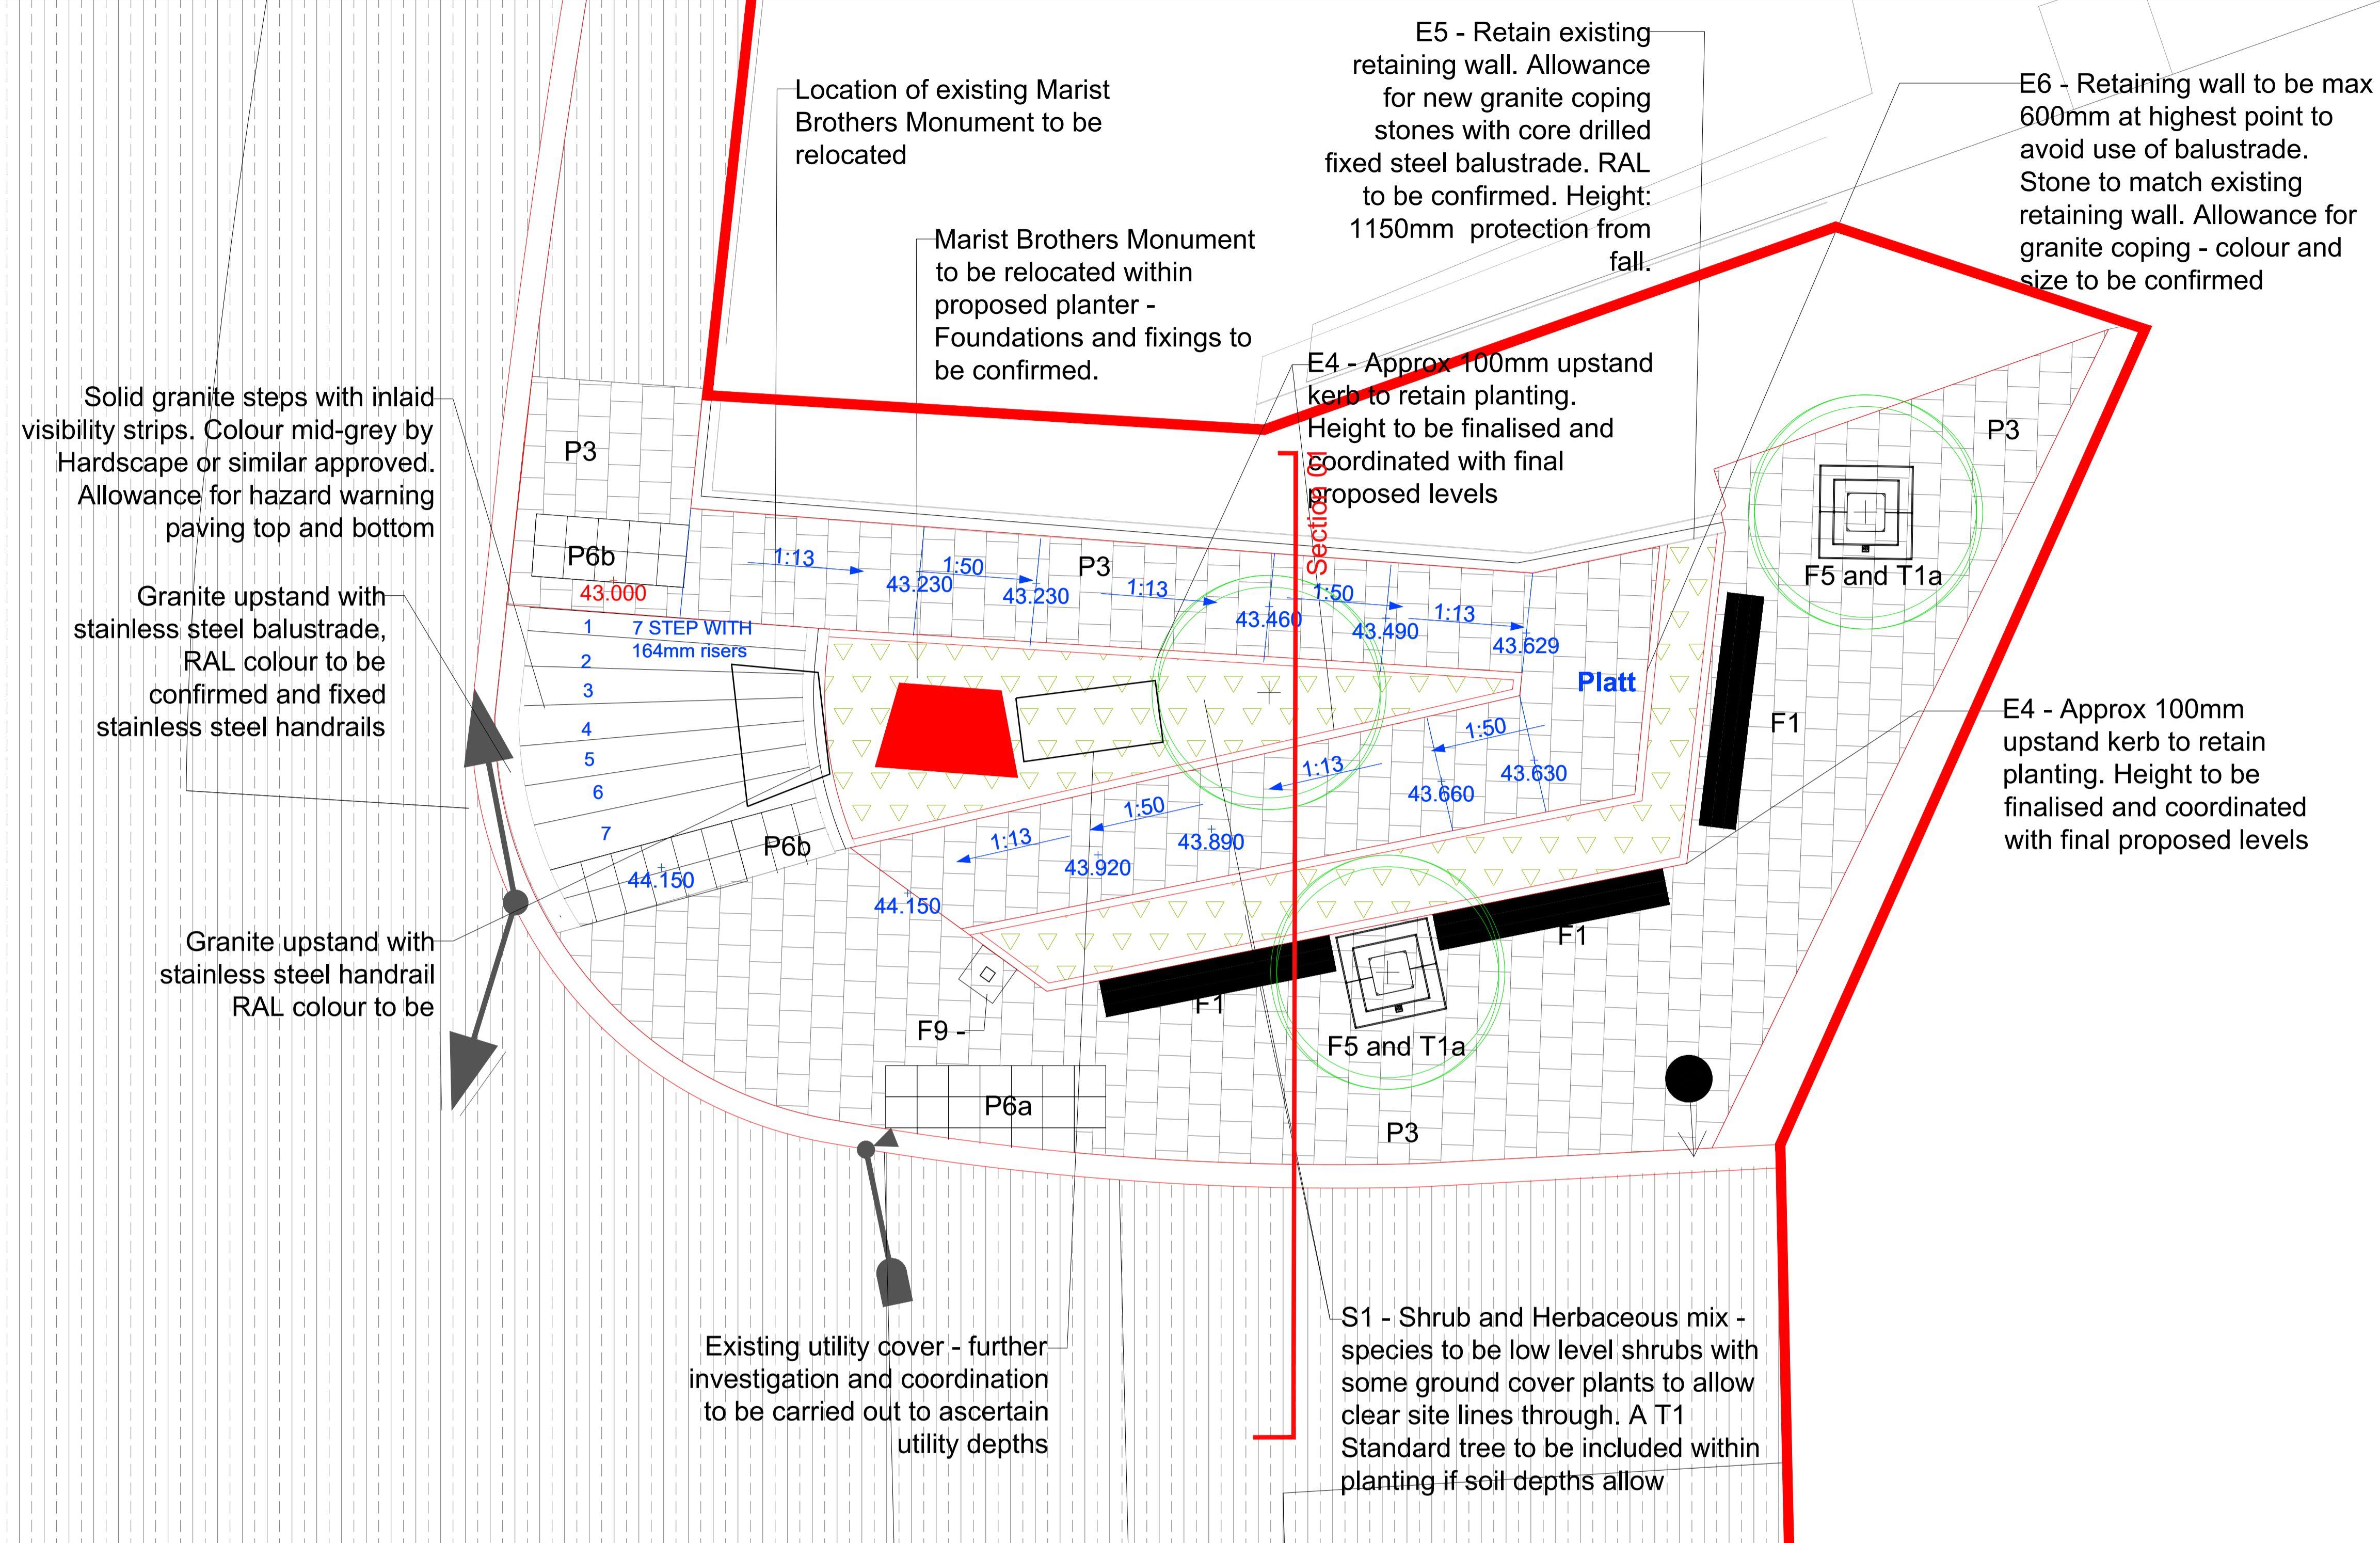 E5 - Retain existing
retaining wall. Allowance
for new granite coping
stones with core drilled
fixed steel balustrade. RAL
to be confirmed. Height:
1150mm protection from
fall.
E6 - Retaining wall to be max
600mm at highest point to
avoid use of balustrade.
Stone to match existing
retaining wall. Allowance for
granite coping - colour and
size to be confirmed
Location of existing Marist
Brothers Monument to be
relocated
Marist Brothers Monument
to be relocated within
proposed planter -
Foundations and fixings to
be confirmed.
E4 - Approx 100mm upstand
kerb to retain planting.
Height to be finalised and
coordinated with final
proposed levels
Solid granite steps with inlaid
visibility strips. Colour mid-grey by
Hardscape or similar approved.
Allowance for hazard warning
paving top and bottom
Granite upstand with
stainless steel balustrade,
RAL colour to be
confirmed and fixed
stainless steel handrails
Granite upstand with
stainless steel handrail
RAL colour to be
P3
P6b
43.000
1:13
43.230
1:50
43.230
P3
1:13
43.460
1:50
43.490
1:13
43.629
Section 01
P3
F5 and T1a
F1
Platt
1
2
3
4
5
6
7
7 STEP WITH
164mm risers
1:50
43.630
43.660
1:13
1:50
43.890
43.920
1:13
44.150
P6b
44.150
E4 - Approx 100mm
upstand kerb to retain
planting. Height to be
finalised and coordinated
with final proposed levels
F1
F1
F9 -
F5 and T1a
P6a
P3
Existing utility cover - further
investigation and coordination
to be carried out to ascertain
utility depths
S1 - Shrub and Herbaceous mix -
species to be low level shrubs with
some ground cover plants to allow
clear site lines through. A T1
Standard tree to be included within
planting if soil depths allow